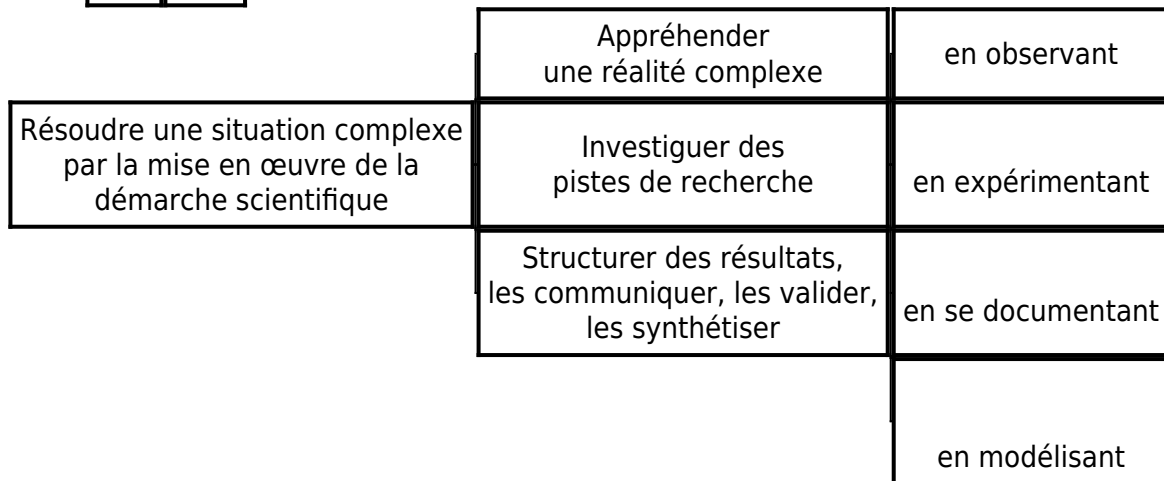 Appréhender
une réalité complexe
en observant
Résoudre une situation complexe
par la mise en œuvre de la
démarche scientifique
Investiguer des
pistes de recherche
en expérimentant
Structurer des résultats,
les communiquer, les valider,
les synthétiser
en se documentant
en modélisant